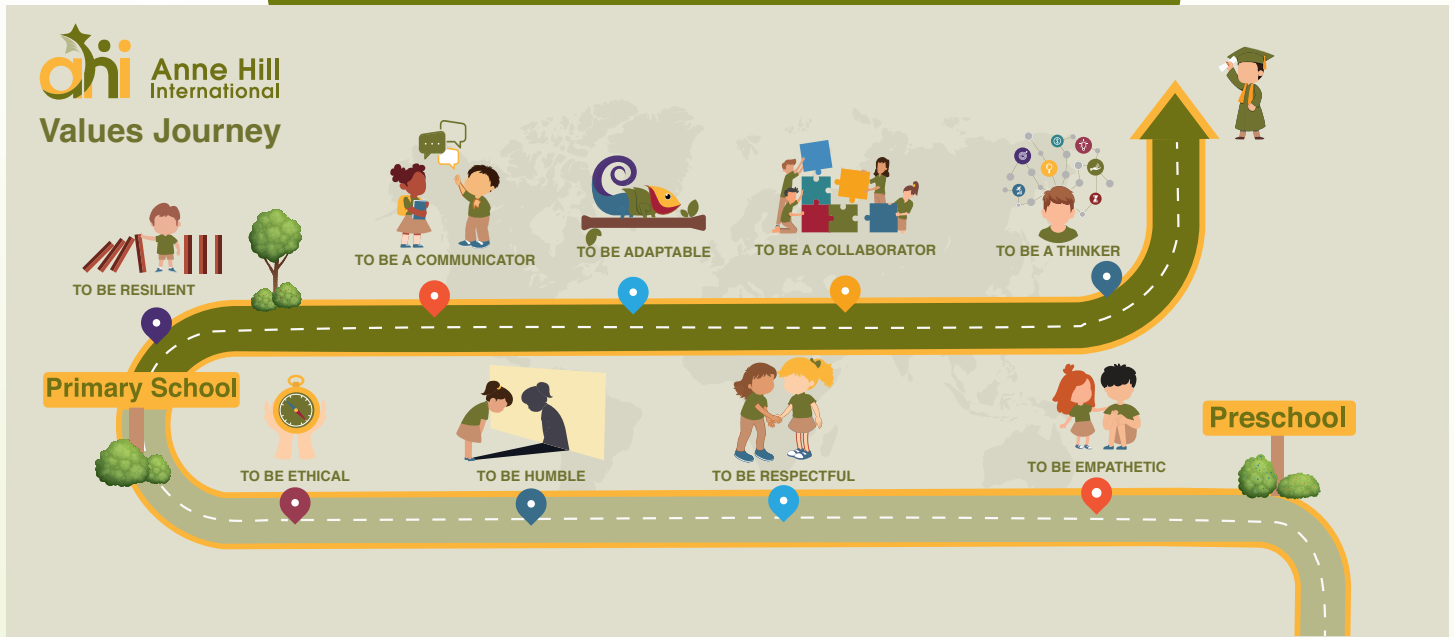 ahi
Anne Hill
International
Values Journey
TO BE RESILIENT
TO BE A COMMUNICATOR
TO BE ADAPTABLE
TO BE A COLLABORATOR
TO BE A THINKER
Primary School
TO BE ETHICAL
TO BE HUMBLE
TO BE RESPECTFUL
TO BE EMPATHETIC
Preschool